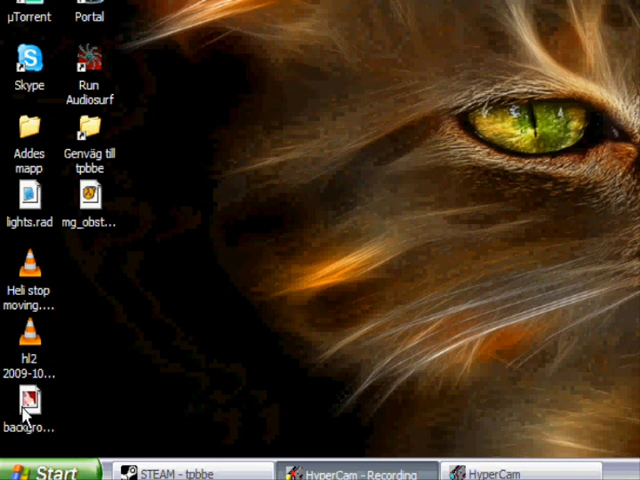 µTorrent
Portal
Skype
Run
Audiosurf
Addes
mapp
Genväg till
tpbbe
lights.rad
mg_obst...
Heli stop
moving....
hl2
2009-10...
backgro...
Start
STEAM - tpbbe
HyperCam - Recording
HyperCam